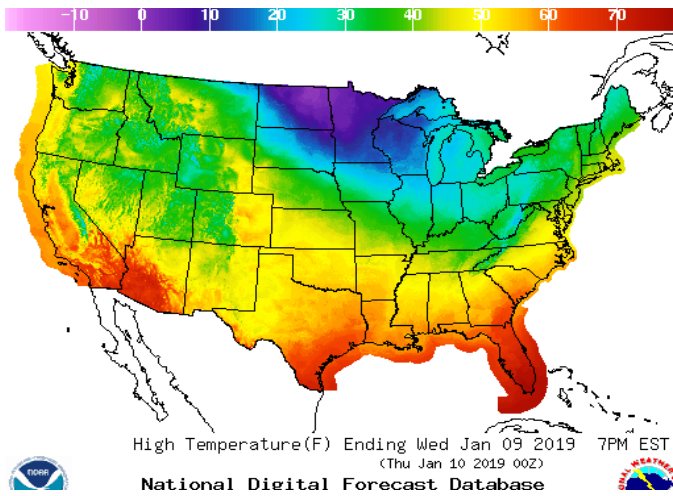 -10 0 10 20 30 40 50 60 70
High Temperature(F) Ending Wed Jan 09 2019 7PM EST
(Thu Jan 10 2019 00Z)
National Digital Forecast Database
noaa